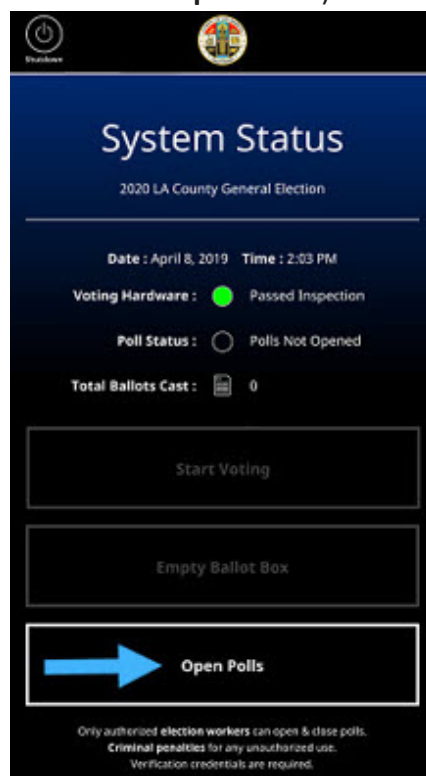 Shutdown
System Status
2020 LA County General Election
Date : April 8, 2019 Time : 2:03 PM
Voting Hardware : Passed Inspection
Poll Status : Polls Not Opened
Total Ballots Cast : 0
Start Voting
Empty Ballot Box
Open Polls
Only authorized election workers can open & close polls.
Criminal penalties for any unauthorized use.
Verification credentials are required.